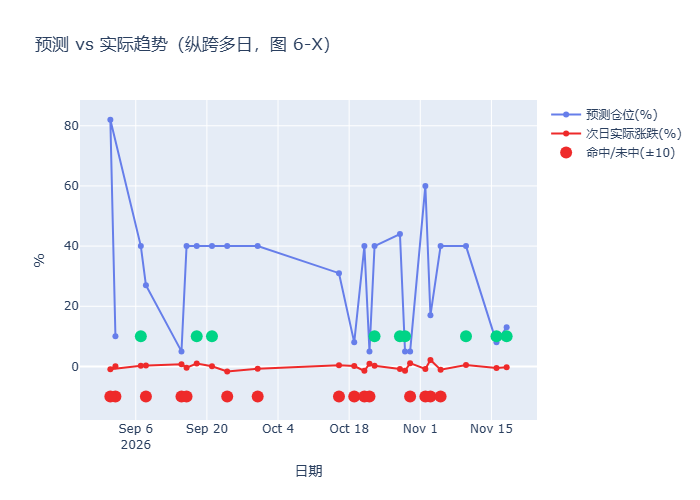 预测 vs 实际趋势（纵跨多日，图 6-X）
预测仓位(%)
次日实际涨跌(%)
命中/未中(±10)
%
80
60
40
20
0
Sep 6
2026
Sep 20
Oct 4
Oct 18
Nov 1
Nov 15
日期